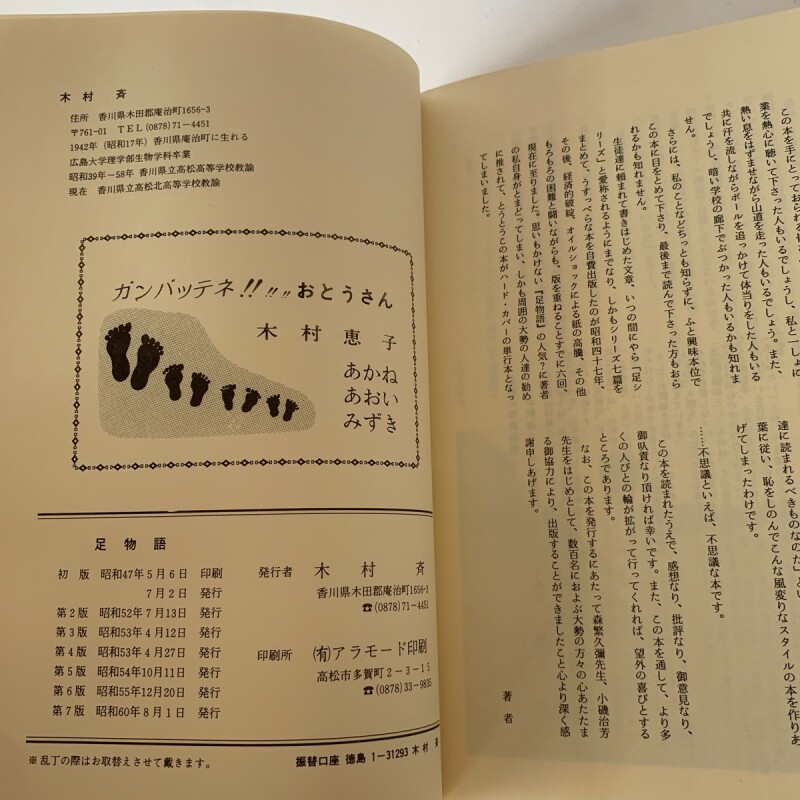 木村 斉
住所 香川県木田郡庵治町1656-3
〒761-01 TEL (0878) 71-4451
1942年 (昭和17年) 香川県庵治町に生れる
広島大学理学部生物学科卒業
昭和39年-58年 香川県立高松高等学校教諭
現在 香川県立高松北高等学校教諭
ガンバッテネ!! 〃〃 おとうさん
木村恵子
あかね
あおい
みずき
足物語
初版 昭和47年5月6日 印刷
7月2日 発行
第2版 昭和52年7月13日 発行
第3版 昭和53年4月12日 発行
第4版 昭和53年4月27日 発行
第5版 昭和54年10月11日 発行
第6版 昭和55年12月20日 発行
第7版 昭和60年8月1日 発行
発行者 木村 斉
香川県木田郡庵治町1656-3
☎(0878)71-4451
印刷所 (有)アラモード印刷
高松市多賀町2-3-15
☎(0878)33-9835
※乱丁の際はお取替えさせて戴きます。
振替口座 徳島 1-31293 木村
この本を手にとっておられる
業を熱心に聴いて下さった人もいるでしょうし、私と一しょに
熱い息をはずませながら山道を走った人もいるでしょう。また、
共に汗を流しながらボールを追っかけて体当りをした人もいる
でしょうし、暗い学校の廊下でぶつかった人もいるかも知れま
せん。
さらには、私のことなどちっとも知らずに、ふと興味本位で
この本に目をとめて下さり、最後まで読んで下さった方もおら
れるかも知れません。
生徒達に頼まれて書きはじめた文章、いつの間にやら「足シ
リーズ」と愛称されるようにまでなり、しかもシリーズ七篇を
まとめて、うすっぺらな本を自費出版したのが昭和四十七年、
その後、経済的破綻、オイルショックによる紙の高騰、その他
もろもろの困難と闘いながらも、版を重ねることすでに六回、
現在に至りました。思いもかけない『足物語』の人気?に著者
の私自身がとまどってしまい、しかも周囲の大勢の人達の勧め
に推されて、とうとうこの本がハード・カバーの単行本となっ
てしまいました。
達に読まれるべきものなのだ」とい
葉に従い、恥をしのんでこんな風変りなスタイルの本を作りあ
げてしまったわけです。
……不思議といえば、不思議な本です。
この本を読まれたうえで、感想なり、批評なり、御意見なり、
御叱責なり頂ければ幸いです。また、この本を通して、より多
くの人びとの輪が拡がって行ってくれれば、望外の喜びとする
ところであります。
なお、この本を発行するにあたって森繁久彌先生、小磯治芳
先生をはじめとして、数百名におよぶ大勢の方々の心あたたま
る御協力により、出版することができましたこと心より深く感
謝申しあげます。
著者